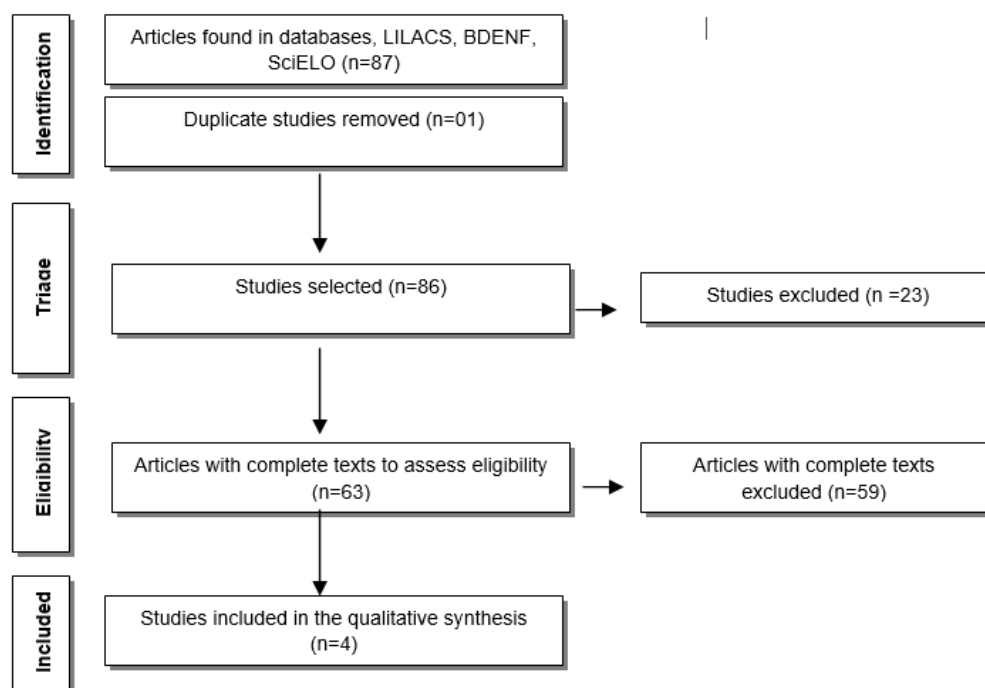 Identification
Articles found in databases, LILACS, BDENF,
SciELO (n=87)
Duplicate studies removed (n=01)
Triage
Studies selected (n=86)
Studies excluded (n =23)
Eligibility
Articles with complete texts to assess eligibility
(n=63)
Articles with complete texts
excluded (n=59)
Included
Studies included in the qualitative synthesis
(n=4)